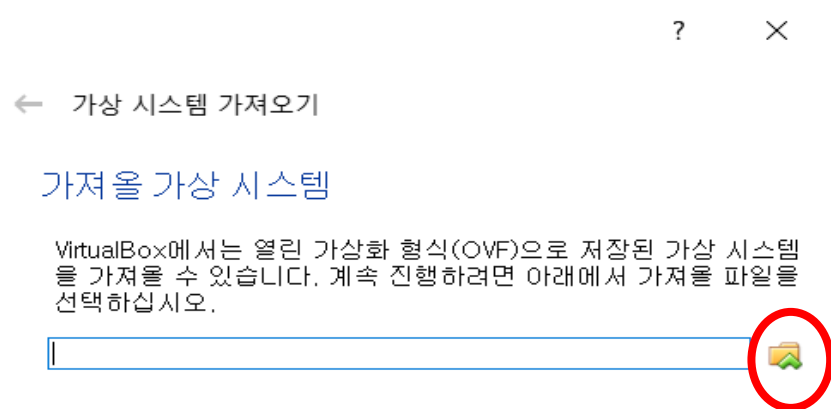 ?
← 가상 시스템 가져오기
가져올 가상 시스템
VirtualBox에서는 열린 가상화 형식(OVF)으로 저장된 가상 시스템
을 가져올 수 있습니다. 계속 진행하려면 아래에서 가져올 파일을
선택하십시오.